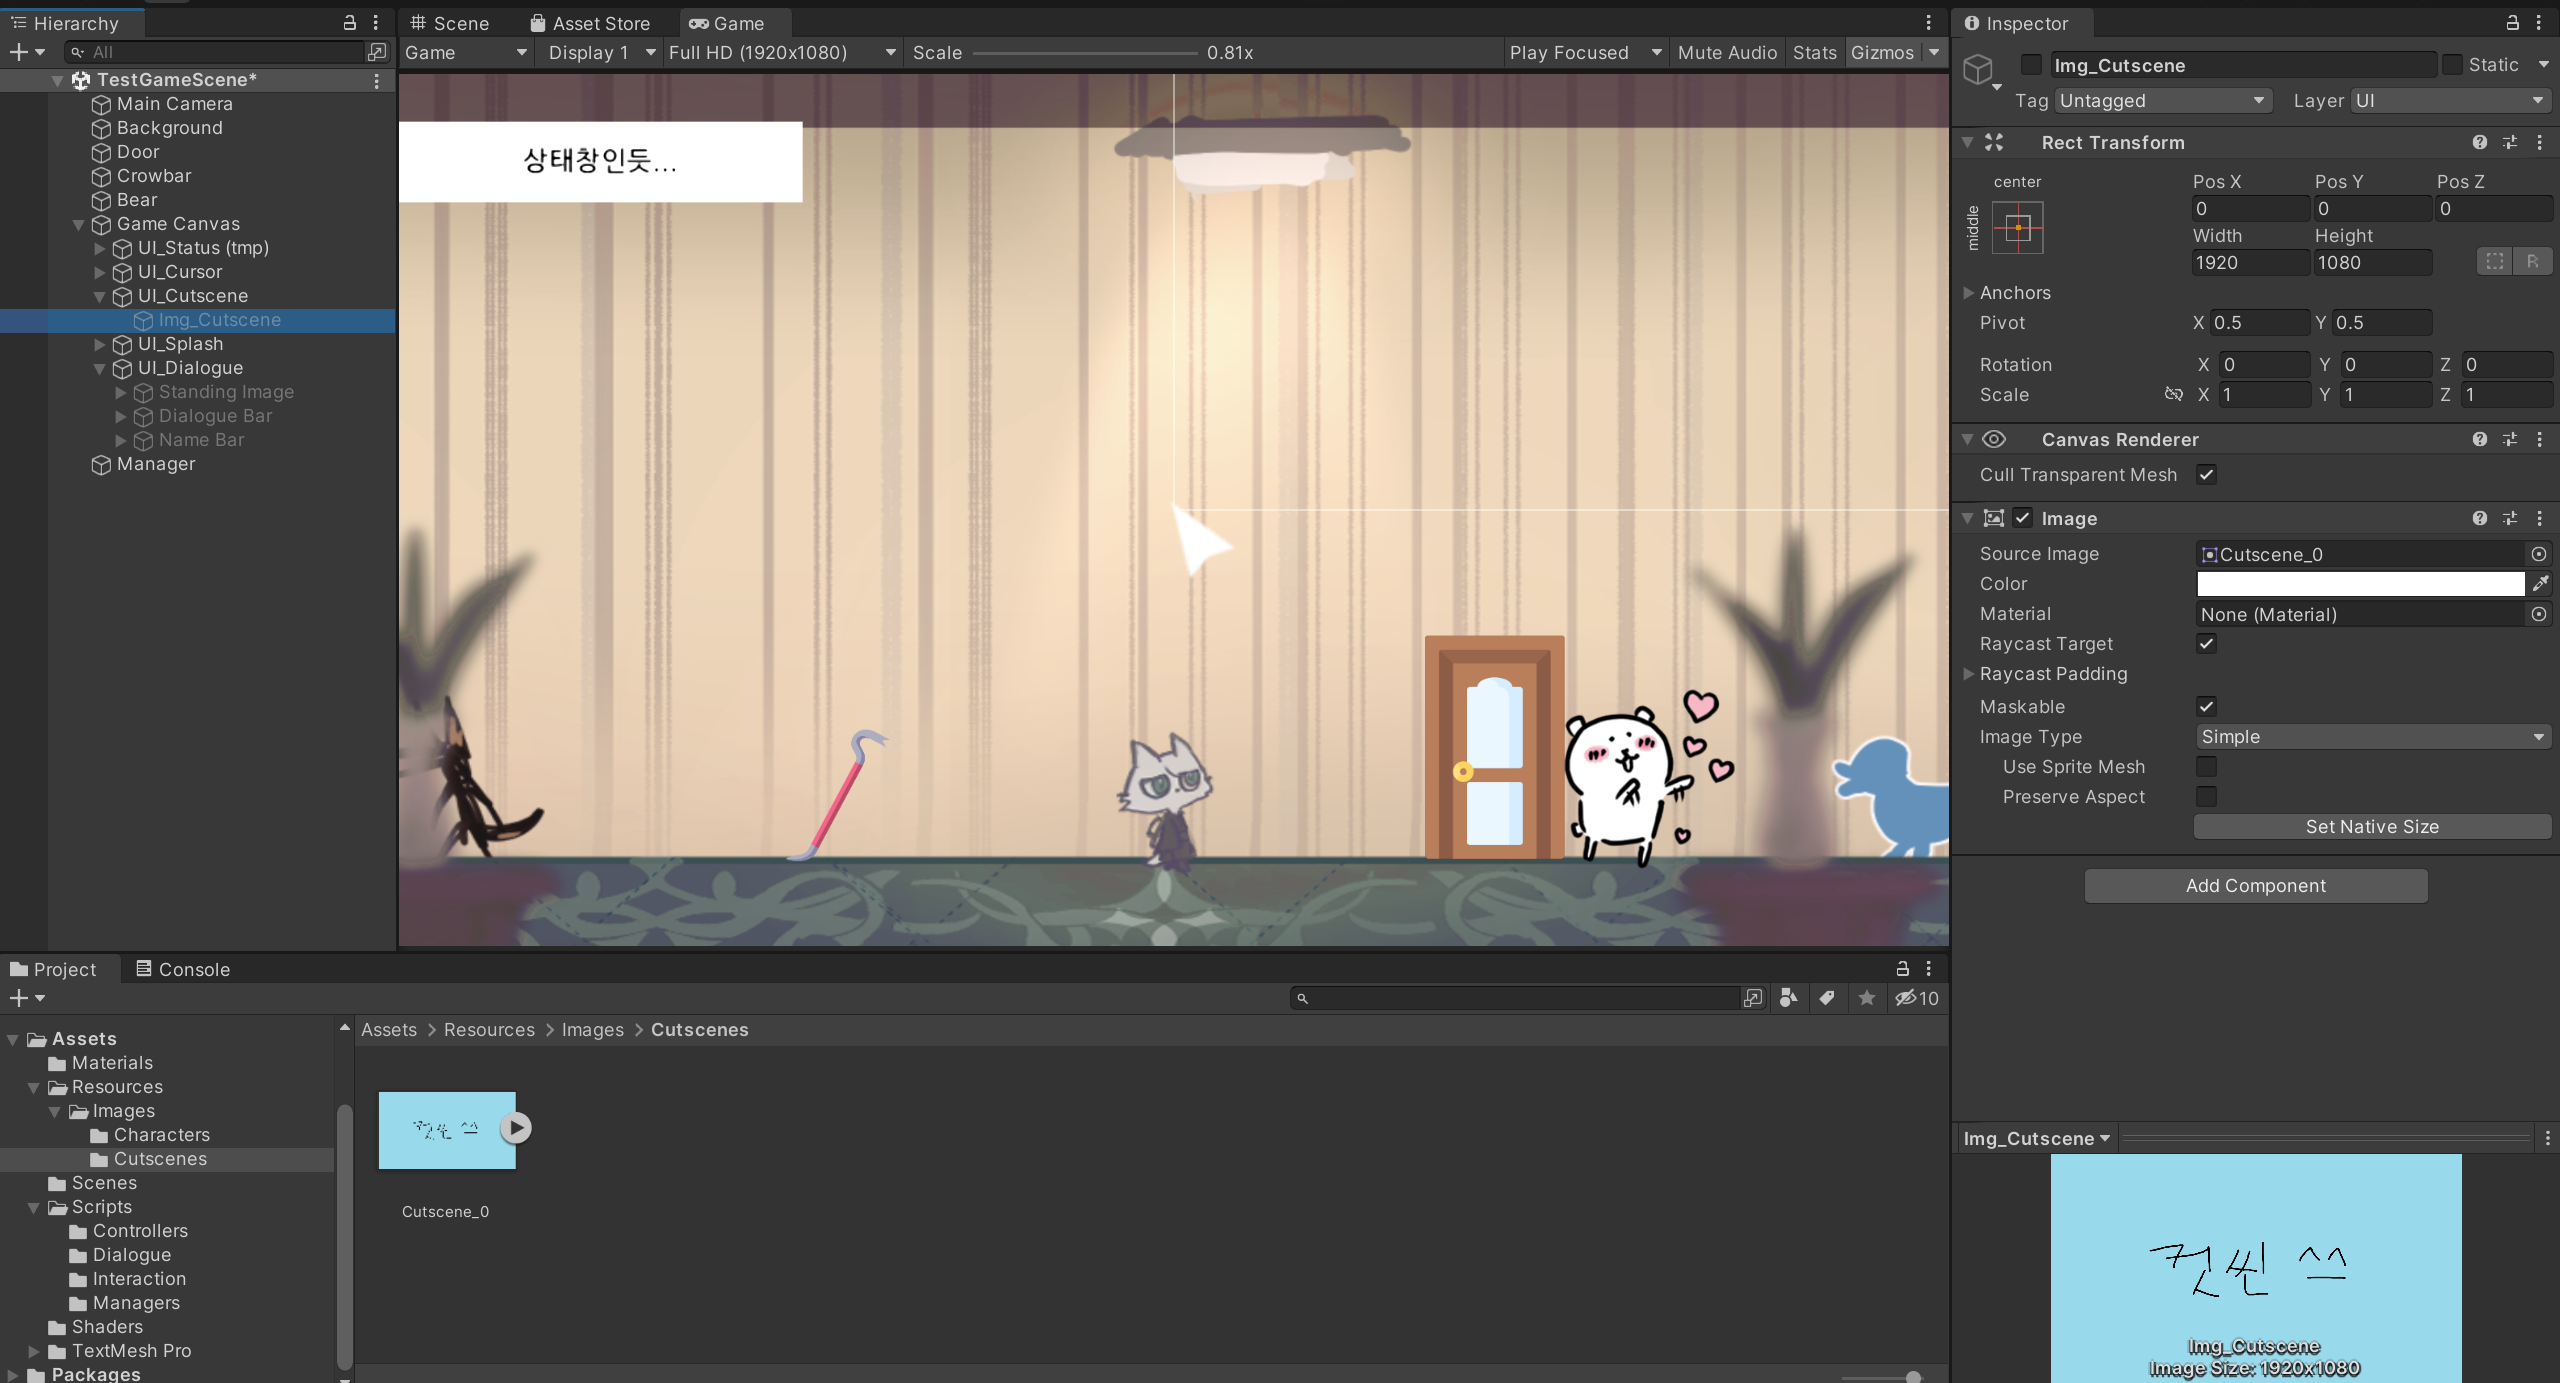 Hierarchy
Scene
Asset Store
Game
Inspector
All
Game
Display 1
Full HD (1920x1080)
Scale
0.81x
Play Focused
Mute Audio
Stats
Gizmos
TestGameScene*
Main Camera
Background
Door
Crowbar
Bear
Game Canvas
UI_Status (tmp)
UI_Cursor
UI_Cutscene
Img_Cutscene
UI_Splash
UI_Dialogue
Standing Image
Dialogue Bar
Name Bar
Manager
상태창인듯...
Img_Cutscene
Static
Tag
Untagged
Layer
UI
Rect Transform
center
middle
Pos X
Pos Y
Pos Z
0
0
0
Width
Height
1920
1080
R
Anchors
Pivot
X 0.5
Y 0.5
Rotation
X 0
Y 0
Z 0
Scale
X 1
Y 1
Z 1
Canvas Renderer
Cull Transparent Mesh
Image
Source Image
Cutscene_0
Color
Material
None (Material)
Raycast Target
Raycast Padding
Maskable
Image Type
Simple
Use Sprite Mesh
Preserve Aspect
Set Native Size
Add Component
Project
Console
10
Assets
Materials
Resources
Images
Characters
Cutscenes
Scenes
Scripts
Controllers
Dialogue
Interaction
Managers
Shaders
TextMesh Pro
Packages
Assets > Resources > Images > Cutscenes
컷씬 ^^
Cutscene_0
Img_Cutscene
컷씬 ^^
Img_Cutscene
Image Size: 1920x1080